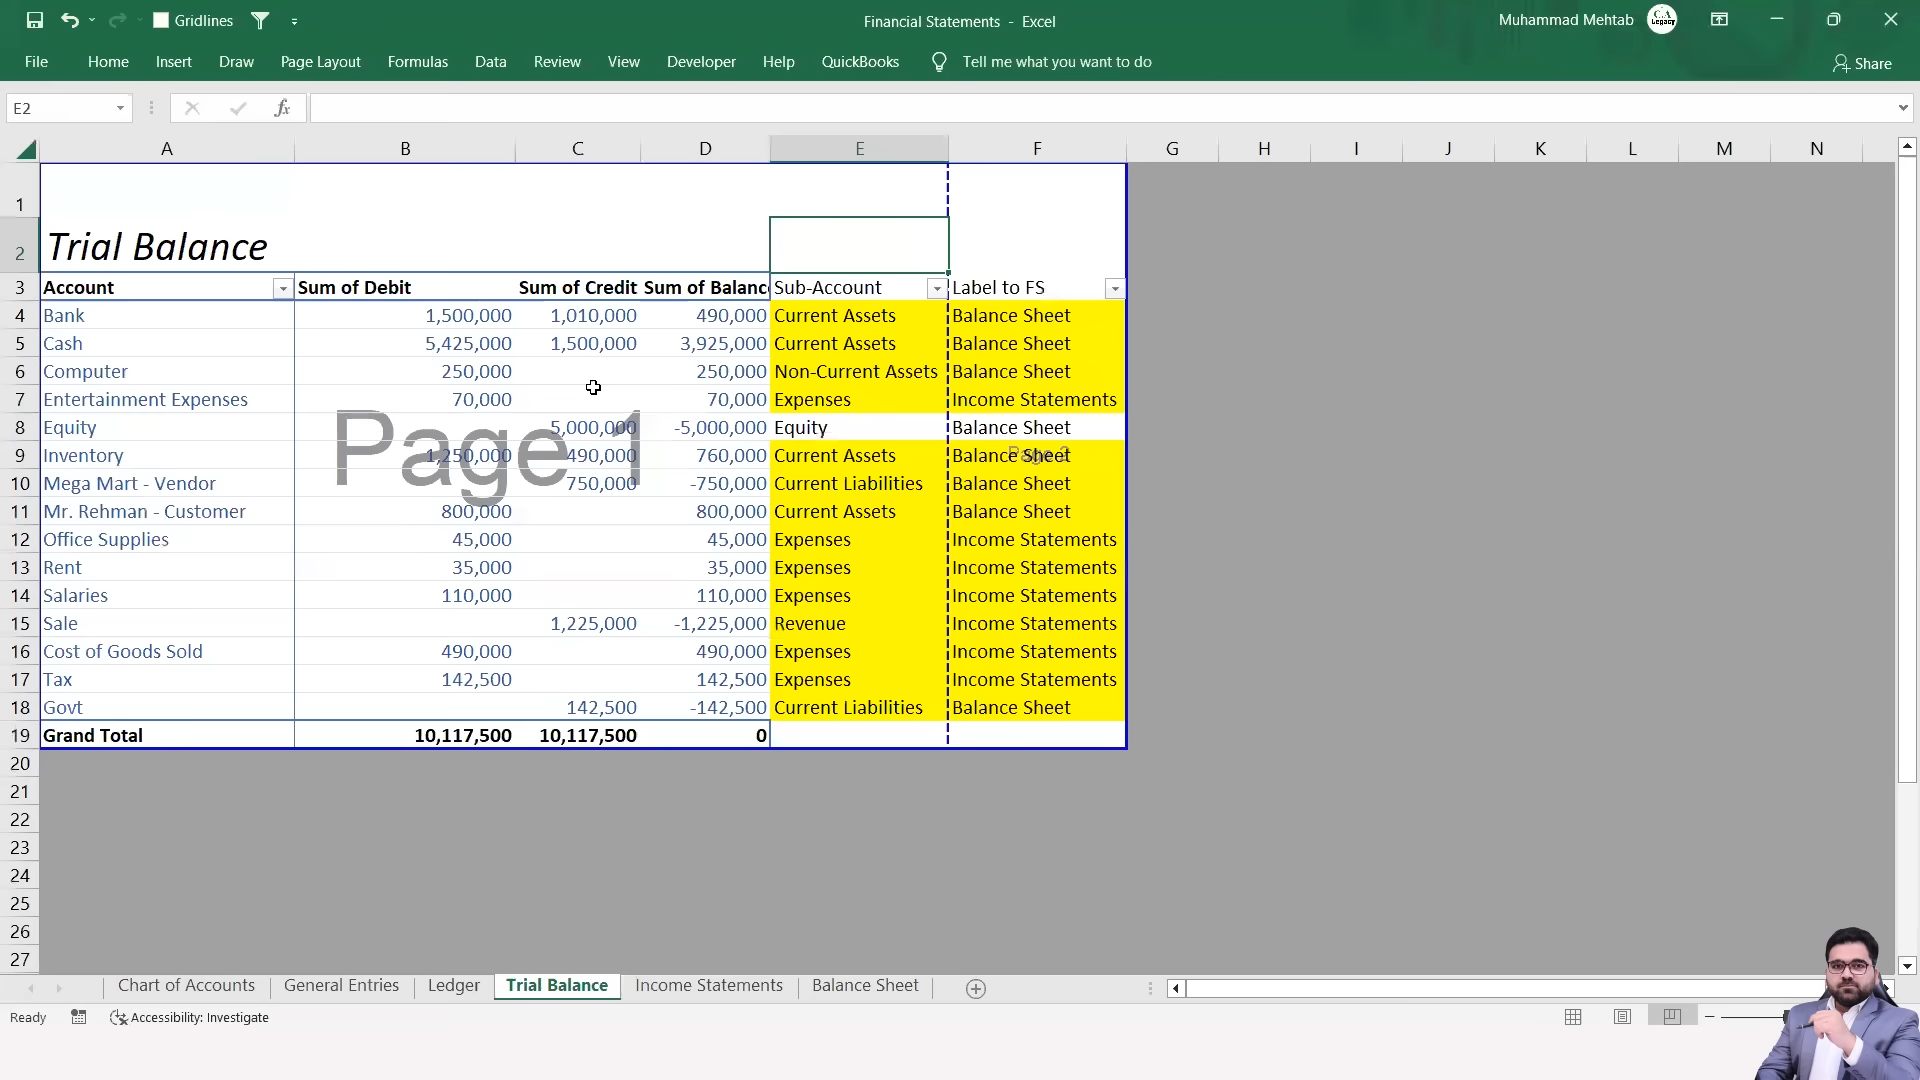 Gridlines
Financial Statements - Excel
Muhammad Mehtab
C.A
Legacy
File Home Insert Draw Page Layout Formulas Data Review View Developer Help QuickBooks Tell me what you want to do Share
E2 fx
A B C D E F G H I J K L M N
1
2 Trial Balance
3 Account Sum of Debit Sum of Credit Sum of Balanc Sub-Account Label to FS
4 Bank 1,500,000 1,010,000 490,000 Current Assets Balance Sheet
5 Cash 5,425,000 1,500,000 3,925,000 Current Assets Balance Sheet
6 Computer 250,000 250,000 Non-Current Assets Balance Sheet
7 Entertainment Expenses 70,000 70,000 Expenses Income Statements
8 Equity 5,000,000 -5,000,000 Equity Balance Sheet
Page 1
Page 2
9 Inventory 1,250,000 490,000 760,000 Current Assets Balance Sheet
10 Mega Mart - Vendor 750,000 -750,000 Current Liabilities Balance Sheet
11 Mr. Rehman - Customer 800,000 800,000 Current Assets Balance Sheet
12 Office Supplies 45,000 45,000 Expenses Income Statements
13 Rent 35,000 35,000 Expenses Income Statements
14 Salaries 110,000 110,000 Expenses Income Statements
15 Sale 1,225,000 -1,225,000 Revenue Income Statements
16 Cost of Goods Sold 490,000 490,000 Expenses Income Statements
17 Tax 142,500 142,500 Expenses Income Statements
18 Govt 142,500 -142,500 Current Liabilities Balance Sheet
19 Grand Total 10,117,500 10,117,500 0
20
21
22
23
24
25
26
27
Chart of Accounts General Entries Ledger Trial Balance Income Statements Balance Sheet
Ready Accessibility: Investigate